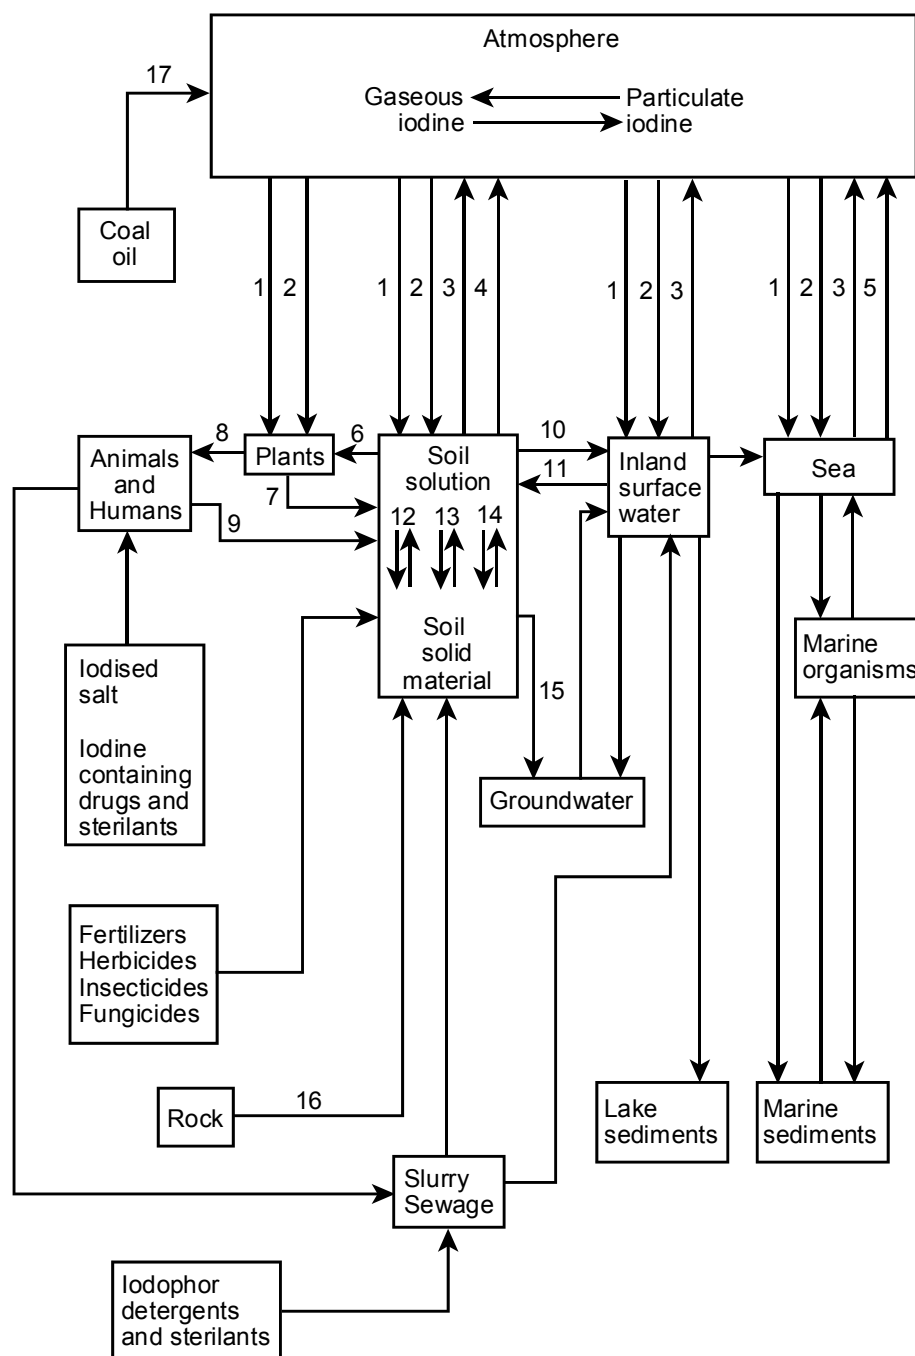 Atmosphere
17
Gaseous
iodine
Particulate
iodine
Coal
oil
1 2 1 2 3 4 1 2 3 1 2 3 5
8
6
10
11
7
9
Animals
and
Humans
Plants
Soil
solution
12 13 14
Soil
solid
material
Inland
surface
water
Sea
Marine
organisms
15
Iodised
salt
Iodine
containing
drugs and
sterilants
Groundwater
Fertilizers
Herbicides
Insecticides
Fungicides
Rock
16
Lake
sediments
Marine
sediments
Slurry
Sewage
Iodophor
detergents
and sterilants